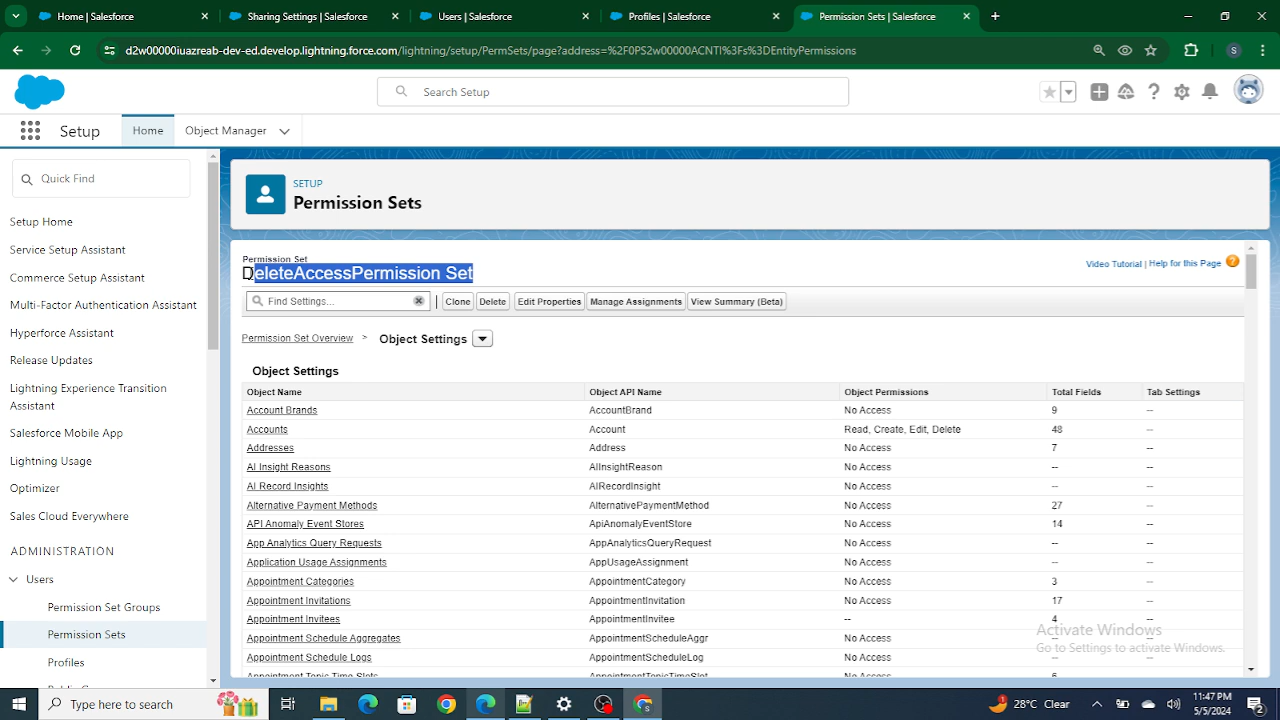 Home | Salesforce
Sharing Settings | Salesforce
Users | Salesforce
Profiles | Salesforce
Permission Sets | Salesforce
d2w00000iuazreab-dev-ed.develop.lightning.force.com/lightning/setup/PermSets/page?address=%2F0PS2w00000ACNTl%3Fs%3DEntityPermissions
S
Search Setup
Setup
Home
Object Manager
Quick Find
Setup Home
Service Setup Assistant
Commerce Setup Assistant
Multi-Factor Authentication Assistant
Hyperforce Assistant
Release Updates
Lightning Experience Transition
Assistant
Salesforce Mobile App
Lightning Usage
Optimizer
Sales Cloud Everywhere
ADMINISTRATION
Users
Permission Set Groups
Permission Sets
Profiles
SETUP
Permission Sets
Permission Set
DeleteAccessPermission Set
Video Tutorial | Help for this Page
Find Settings...
Clone
Delete
Edit Properties
Manage Assignments
View Summary (Beta)
Permission Set Overview > Object Settings
Object Settings
Object Name Object API Name Object Permissions Total Fields Tab Settings
Account Brands AccountBrand No Access 9 --
Accounts Account Read, Create, Edit, Delete 48 --
Addresses Address No Access 7 --
AI Insight Reasons AIInsightReason No Access -- --
AI Record Insights AIRecordInsight No Access -- --
Alternative Payment Methods AlternativePaymentMethod No Access 27 --
API Anomaly Event Stores ApiAnomalyEventStore No Access 14 --
App Analytics Query Requests AppAnalyticsQueryRequest No Access -- --
Application Usage Assignments AppUsageAssignment No Access -- --
Appointment Categories AppointmentCategory No Access 3 --
Appointment Invitations AppointmentInvitation No Access 17 --
Appointment Invitees AppointmentInvitee -- 4 --
Appointment Schedule Aggregates AppointmentScheduleAggr No Access -- --
Appointment Schedule Logs AppointmentScheduleLog No Access -- --
Appointment Topic Time Slots AppointmentTopicTimeSlot No Access 6 --
Activate Windows
Go to Settings to activate Windows.
Type here to search
28°C Clear
11:47 PM
5/5/2024
2